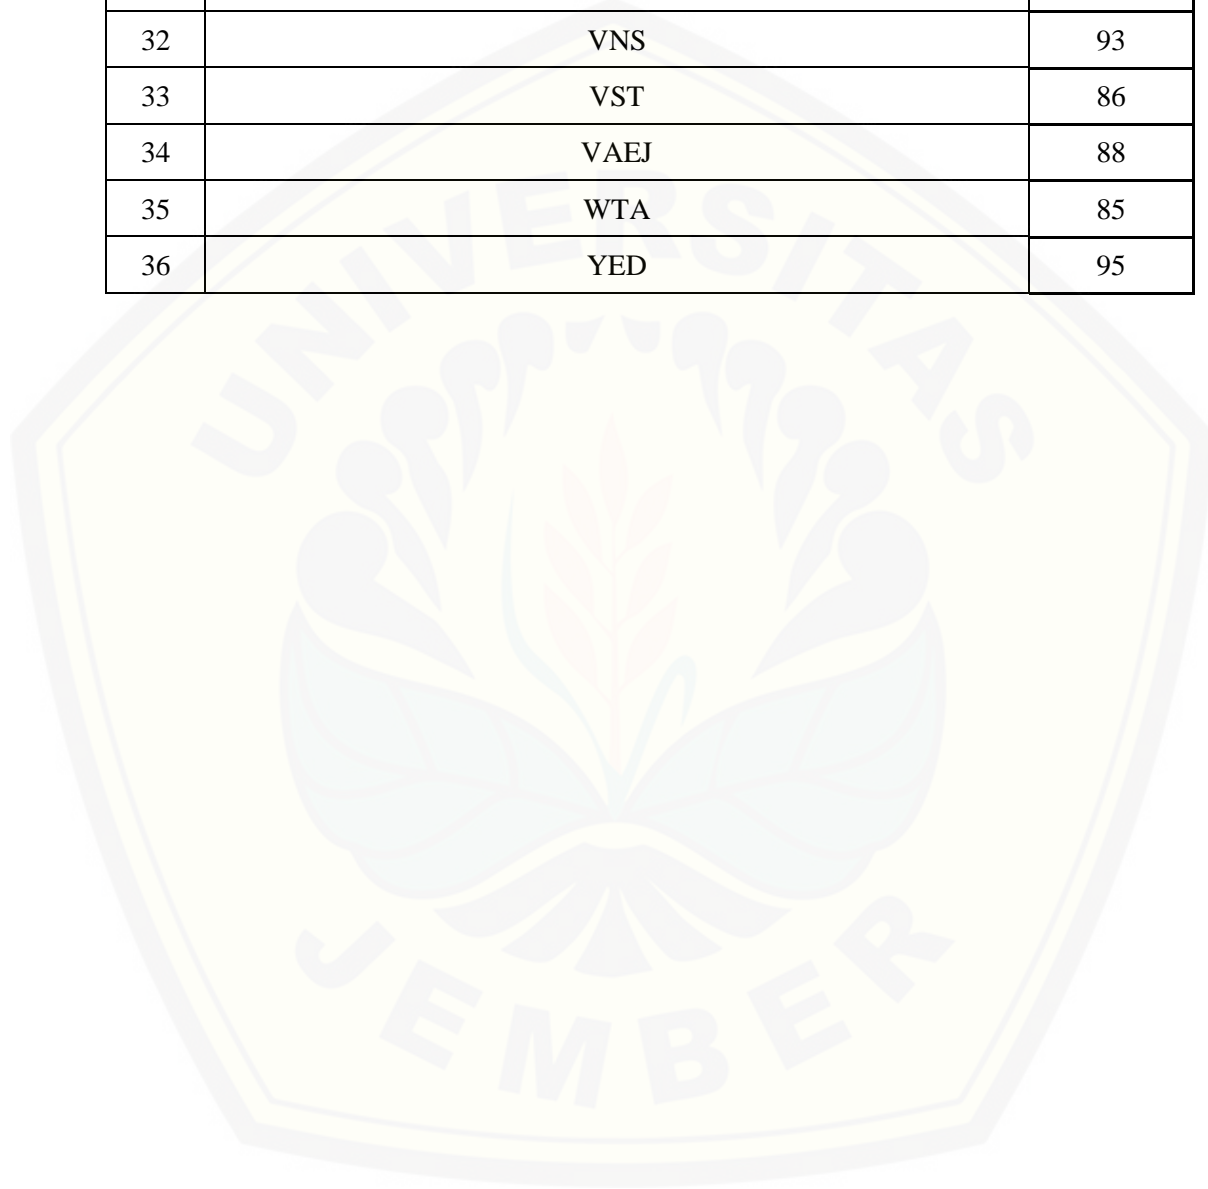 32 VNS 93
33 VST 86
34 VAEJ 88
35 WTA 85
36 YED 95
UNIVERSITAS
JEMBER